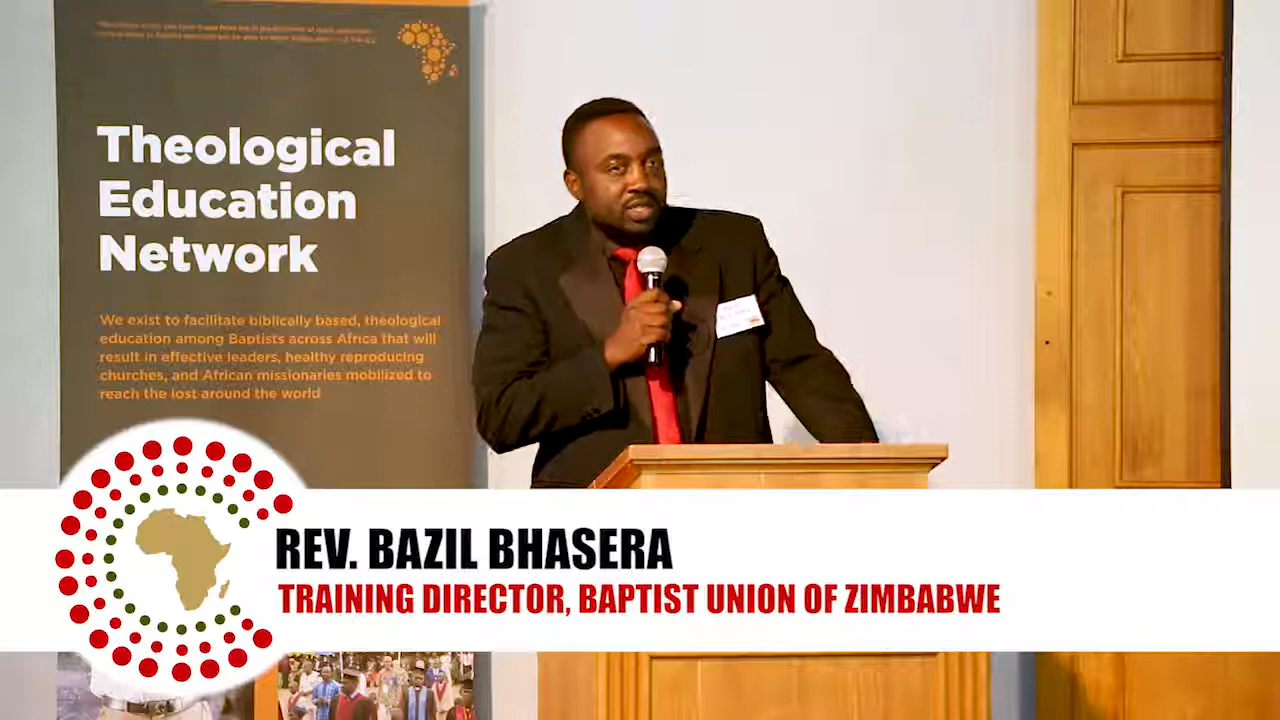 Theological
Education
Network
We exist to facilitate biblically based, theological
education among Baptists across Africa that will
result in effective leaders, healthy reproducing
churches, and African missionaries mobilized to
reach the lost around the world
REV. BAZIL BHASERA
TRAINING DIRECTOR, BAPTIST UNION OF ZIMBABWE